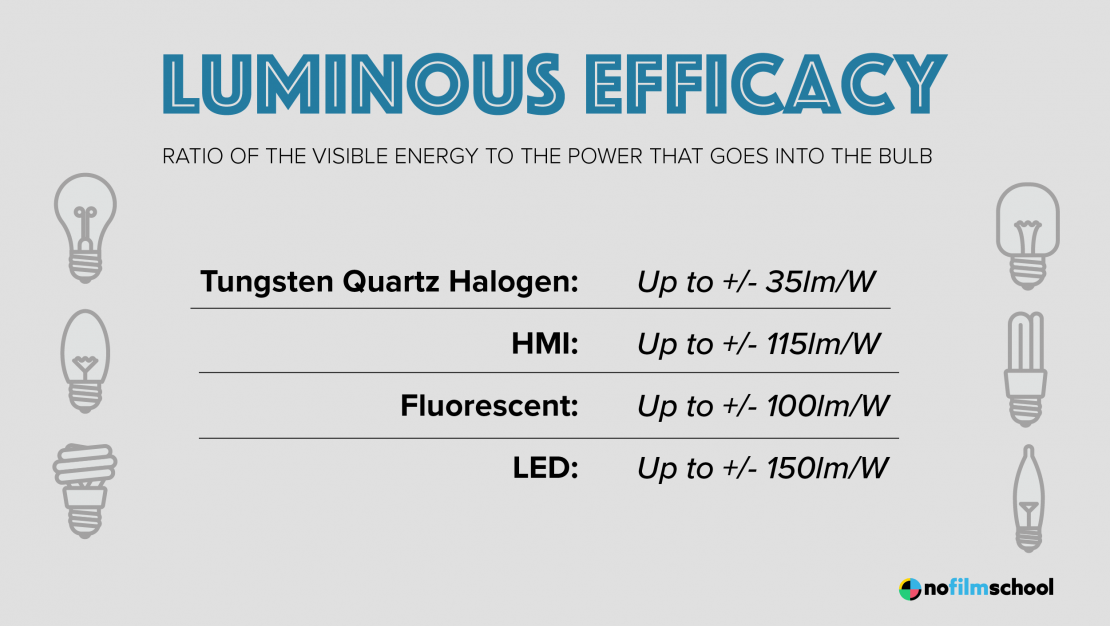 LUMINOUS EFFICACY
RATIO OF THE VISIBLE ENERGY TO THE POWER THAT GOES INTO THE BULB
Tungsten Quartz Halogen: Up to +/- 35lm/W
HMI: Up to +/- 115lm/W
Fluorescent: Up to +/- 100lm/W
LED: Up to +/- 150lm/W
nofilmschool